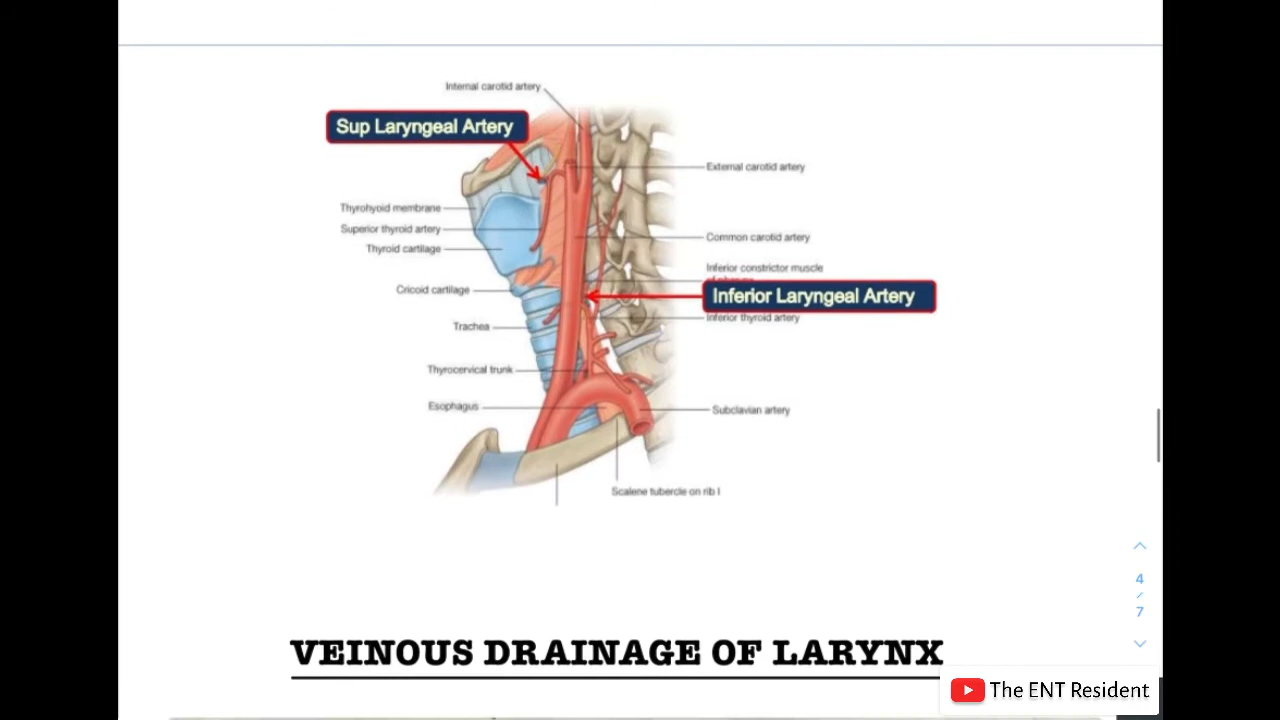 Internal carotid artery
Sup Laryngeal Artery
External carotid artery
Thyrohyoid membrane
Superior thyroid artery
Thyroid cartilage
Common carotid artery
Inferior constrictor muscle
Cricoid cartilage
Inferior Laryngeal Artery
Inferior thyroid artery
Trachea
Thyrocervical trunk
Esophagus
Subclavian artery
Scalene tubercle on rib I
4
/
7
VEINOUS DRAINAGE OF LARYNX
The ENT Resident